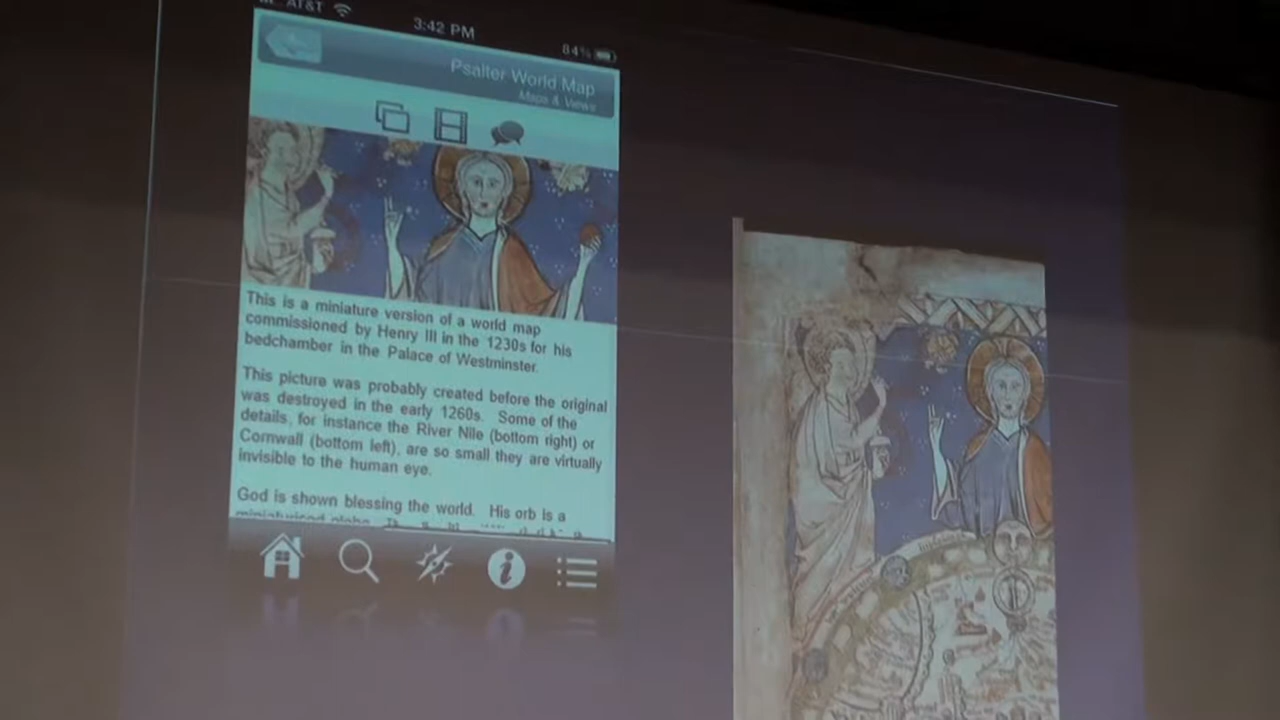 AT&T
3:42 PM
84%
Psalter World Map
Maps & Views
This is a miniature version of a world map
commissioned by Henry III in the 1230s for his
bedchamber in the Palace of Westminster.
This picture was probably created before the original
was destroyed in the early 1260s. Some of the
details, for instance the River Nile (bottom right) or
Cornwall (bottom left), are so small they are virtually
invisible to the human eye.
God is shown blessing the world. His orb is a
miniaturised globe.